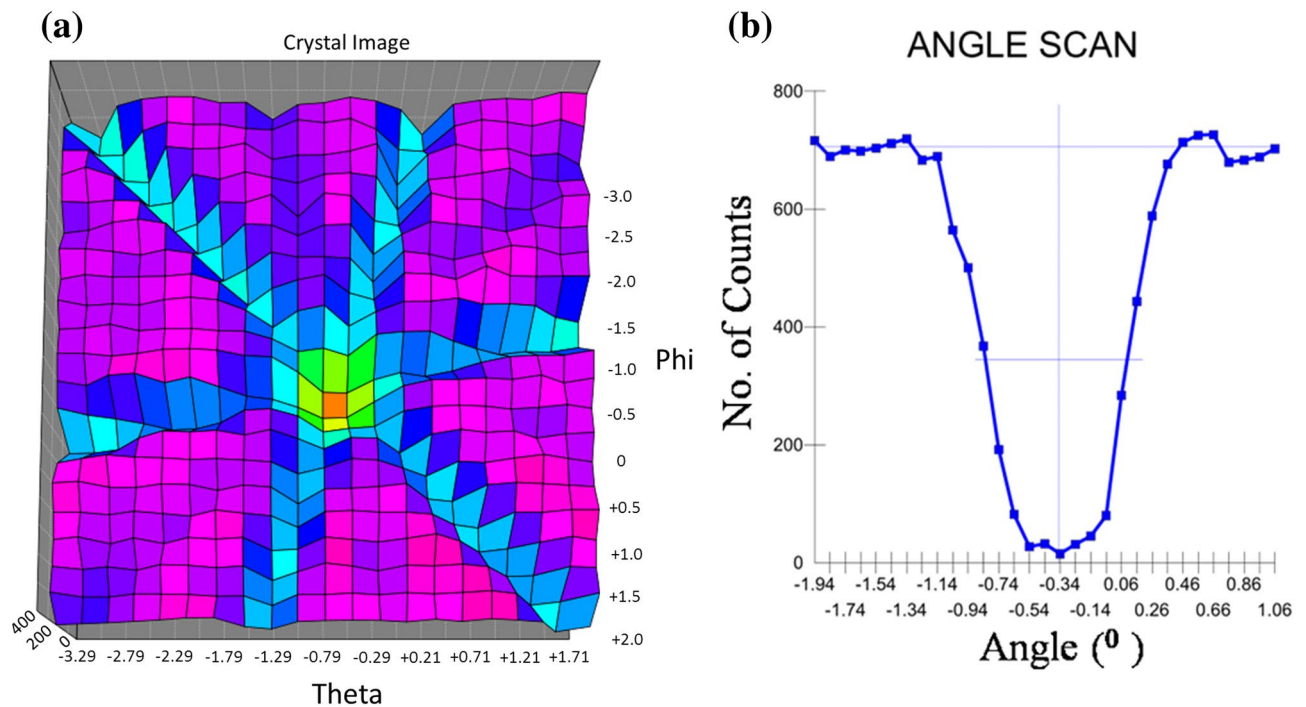 (a)
Crystal Image
-3.0
-2.5
-2.0
-1.5
-1.0
Phi
-0.5
0
+0.5
+1.0
+1.5
+2.0
400
200
0
-3.29 -2.79 -2.29 -1.79 -1.29 -0.79 -0.29 +0.21 +0.71 +1.21 +1.71
Theta
(b)
ANGLE SCAN
No. of Counts
800
600
400
200
0
-1.94 -1.54 -1.14 -0.74 -0.34 0.06 0.46 0.86
-1.74 -1.34 -0.94 -0.54 -0.14 0.26 0.66 1.06
Angle (⁰ )